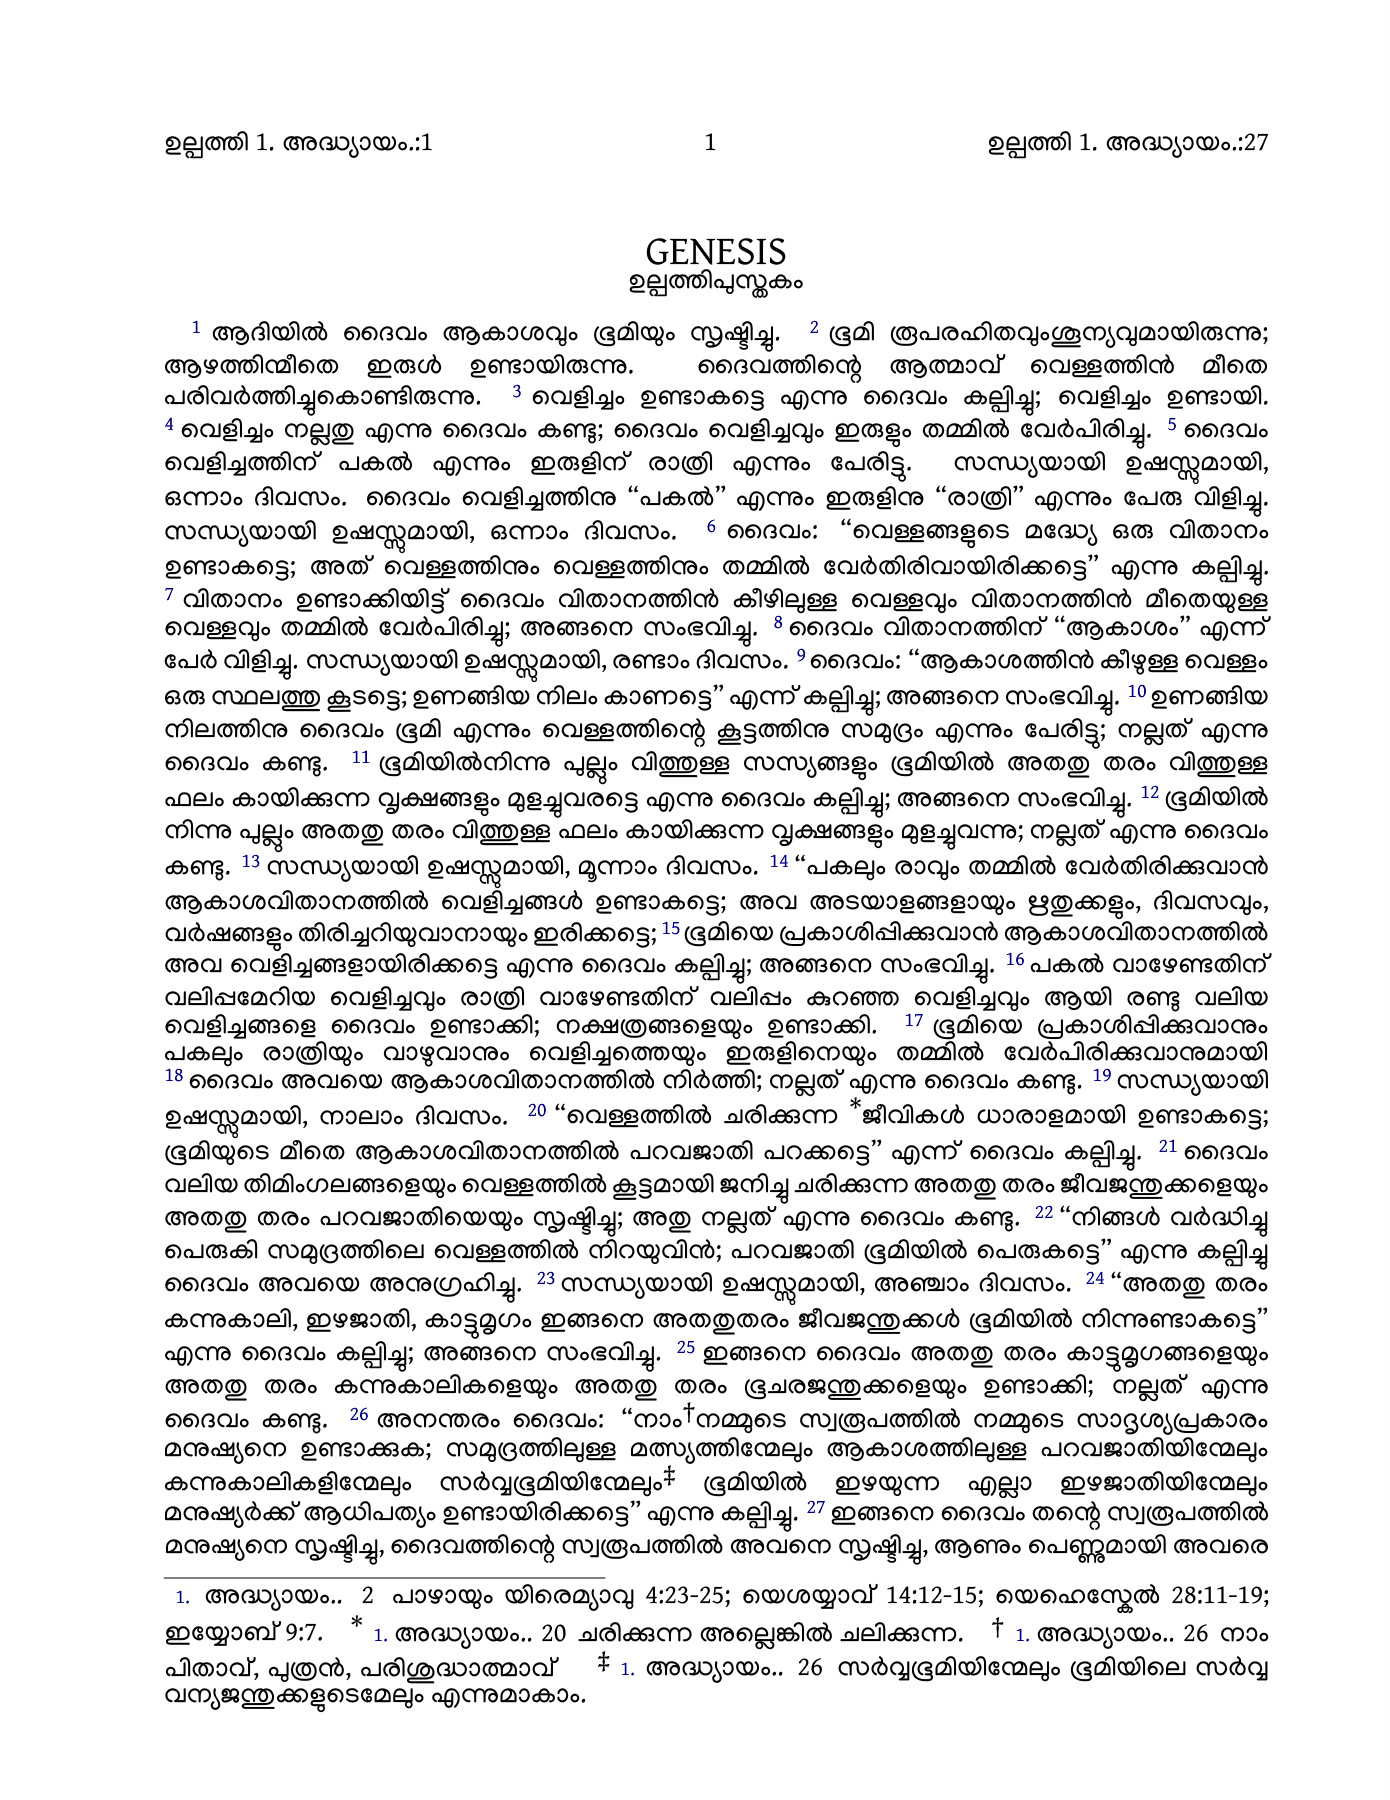 ഉല്പത്തി 1. അദ്ധ്യായം.:1 1 ഉല്പത്തി 1. അദ്ധ്യായം.:27
GENESIS
ഉല്പത്തിപുസ്തകം
1 ആദിയിൽ ദൈവം ആകാശവും ഭൂമിയും സൃഷ്ടിച്ചു. 2 ഭൂമി രൂപരഹിതവുംശൂന്യവുമായിരുന്നു;
ആഴത്തിന്മീതെ ഇരുൾ ഉണ്ടായിരുന്നു. ദൈവത്തിന്റെ ആത്മാവ് വെള്ളത്തിൻ മീതെ
പരിവർത്തിച്ചുകൊണ്ടിരുന്നു. 3 വെളിച്ചം ഉണ്ടാകട്ടെ എന്നു ദൈവം കല്പിച്ചു; വെളിച്ചം ഉണ്ടായി.
4 വെളിച്ചം നല്ലതു എന്നു ദൈവം കണ്ടു; ദൈവം വെളിച്ചവും ഇരുളും തമ്മിൽ വേർപിരിച്ചു. 5 ദൈവം
വെളിച്ചത്തിന് പകൽ എന്നും ഇരുളിന് രാത്രി എന്നും പേരിട്ടു. സന്ധ്യയായി ഉഷസ്സുമായി,
ഒന്നാം ദിവസം. ദൈവം വെളിച്ചത്തിനു “പകൽ” എന്നും ഇരുളിനു “രാത്രി” എന്നും പേരു വിളിച്ചു.
സന്ധ്യയായി ഉഷസ്സുമായി, ഒന്നാം ദിവസം. 6 ദൈവം: “വെള്ളങ്ങളുടെ മദ്ധ്യേ ഒരു വിതാനം
ഉണ്ടാകട്ടെ; അത് വെള്ളത്തിനും വെള്ളത്തിനും തമ്മിൽ വേർതിരിവായിരിക്കട്ടെ” എന്നു കല്പിച്ചു.
7 വിതാനം ഉണ്ടാക്കിയിട്ട് ദൈവം വിതാനത്തിൻ കീഴിലുള്ള വെള്ളവും വിതാനത്തിൻ മീതെയുള്ള
വെള്ളവും തമ്മിൽ വേർപിരിച്ചു; അങ്ങനെ സംഭവിച്ചു. 8 ദൈവം വിതാനത്തിന് “ആകാശം” എന്ന്
പേർ വിളിച്ചു. സന്ധ്യയായി ഉഷസ്സുമായി, രണ്ടാം ദിവസം. 9 ദൈവം: “ആകാശത്തിൻ കീഴുള്ള വെള്ളം
ഒരു സ്ഥലത്തു കൂടട്ടെ; ഉണങ്ങിയ നിലം കാണട്ടെ” എന്ന് കല്പിച്ചു; അങ്ങനെ സംഭവിച്ചു. 10 ഉണങ്ങിയ
നിലത്തിനു ദൈവം ഭൂമി എന്നും വെള്ളത്തിന്റെ കൂട്ടത്തിനു സമുദ്രം എന്നും പേരിട്ടു; നല്ലത് എന്നു
ദൈവം കണ്ടു. 11 ഭൂമിയിൽനിന്നു പുല്ലും വിത്തുള്ള സസ്യങ്ങളും ഭൂമിയിൽ അതതു തരം വിത്തുള്ള
ഫലം കായിക്കുന്ന വൃക്ഷങ്ങളും മുളച്ചുവരട്ടെ എന്നു ദൈവം കല്പിച്ചു; അങ്ങനെ സംഭവിച്ചു. 12 ഭൂമിയിൽ
നിന്നു പുല്ലും അതതു തരം വിത്തുള്ള ഫലം കായിക്കുന്ന വൃക്ഷങ്ങളും മുളച്ചുവന്നു; നല്ലത് എന്നു ദൈവം
കണ്ടു. 13 സന്ധ്യയായി ഉഷസ്സുമായി, മൂന്നാം ദിവസം. 14 “പകലും രാവും തമ്മിൽ വേർതിരിക്കുവാൻ
ആകാശവിതാനത്തിൽ വെളിച്ചങ്ങൾ ഉണ്ടാകട്ടെ; അവ അടയാളങ്ങളായും ഋതുക്കളും, ദിവസവും,
വർഷങ്ങളും തിരിച്ചറിയുവാനായും ഇരിക്കട്ടെ; 15 ഭൂമിയെ പ്രകാശിപ്പിക്കുവാൻ ആകാശവിതാനത്തിൽ
അവ വെളിച്ചങ്ങളായിരിക്കട്ടെ എന്നു ദൈവം കല്പിച്ചു; അങ്ങനെ സംഭവിച്ചു. 16 പകൽ വാഴേണ്ടതിന്
വലിപ്പമേറിയ വെളിച്ചവും രാത്രി വാഴേണ്ടതിന് വലിപ്പം കുറഞ്ഞ വെളിച്ചവും ആയി രണ്ടു വലിയ
വെളിച്ചങ്ങളെ ദൈവം ഉണ്ടാക്കി; നക്ഷത്രങ്ങളെയും ഉണ്ടാക്കി. 17 ഭൂമിയെ പ്രകാശിപ്പിക്കുവാനും
പകലും രാത്രിയും വാഴുവാനും വെളിച്ചത്തെയും ഇരുളിനെയും തമ്മിൽ വേർപിരിക്കുവാനുമായി
18 ദൈവം അവയെ ആകാശവിതാനത്തിൽ നിർത്തി; നല്ലത് എന്നു ദൈവം കണ്ടു. 19 സന്ധ്യയായി
ഉഷസ്സുമായി, നാലാം ദിവസം. 20 “വെള്ളത്തിൽ ചരിക്കുന്ന *ജീവികൾ ധാരാളമായി ഉണ്ടാകട്ടെ;
ഭൂമിയുടെ മീതെ ആകാശവിതാനത്തിൽ പറവജാതി പറക്കട്ടെ” എന്ന് ദൈവം കല്പിച്ചു. 21 ദൈവം
വലിയ തിമിംഗലങ്ങളെയും വെള്ളത്തിൽ കൂട്ടമായി ജനിച്ചു ചരിക്കുന്ന അതതു തരം ജീവജന്തുക്കളെയും
അതതു തരം പറവജാതിയെയും സൃഷ്ടിച്ചു; അതു നല്ലത് എന്നു ദൈവം കണ്ടു. 22 “നിങ്ങൾ വർദ്ധിച്ചു
പെരുകി സമുദ്രത്തിലെ വെള്ളത്തിൽ നിറയുവിൻ; പറവജാതി ഭൂമിയിൽ പെരുകട്ടെ” എന്നു കല്പിച്ചു
ദൈവം അവയെ അനുഗ്രഹിച്ചു. 23 സന്ധ്യയായി ഉഷസ്സുമായി, അഞ്ചാം ദിവസം. 24 “അതതു തരം
കന്നുകാലി, ഇഴജാതി, കാട്ടുമൃഗം ഇങ്ങനെ അതതുതരം ജീവജന്തുക്കൾ ഭൂമിയിൽ നിന്നുണ്ടാകട്ടെ”
എന്നു ദൈവം കല്പിച്ചു; അങ്ങനെ സംഭവിച്ചു. 25 ഇങ്ങനെ ദൈവം അതതു തരം കാട്ടുമൃഗങ്ങളെയും
അതതു തരം കന്നുകാലികളെയും അതതു തരം ഭൂചരജന്തുക്കളെയും ഉണ്ടാക്കി; നല്ലത് എന്നു
ദൈവം കണ്ടു. 26 അനന്തരം ദൈവം: “നാം†നമ്മുടെ സ്വരൂപത്തിൽ നമ്മുടെ സാദൃശ്യപ്രകാരം
മനുഷ്യനെ ഉണ്ടാക്കുക; സമുദ്രത്തിലുള്ള മത്സ്യത്തിന്മേലും ആകാശത്തിലുള്ള പറവജാതിയിന്മേലും
കന്നുകാലികളിന്മേലും സർവ്വഭൂമിയിന്മേലും‡ ഭൂമിയിൽ ഇഴയുന്ന എല്ലാ ഇഴജാതിയിന്മേലും
മനുഷ്യർക്ക് ആധിപത്യം ഉണ്ടായിരിക്കട്ടെ” എന്നു കല്പിച്ചു. 27 ഇങ്ങനെ ദൈവം തന്റെ സ്വരൂപത്തിൽ
മനുഷ്യനെ സൃഷ്ടിച്ചു, ദൈവത്തിന്റെ സ്വരൂപത്തിൽ അവനെ സൃഷ്ടിച്ചു, ആണും പെണ്ണുമായി അവരെ
1. അദ്ധ്യായം.. 2 പാഴായും യിരെമ്യാവു 4:23-25; യെശയ്യാവ് 14:12-15; യെഹെസ്കേൽ 28:11-19;
ഇയ്യോബ് 9:7. * 1. അദ്ധ്യായം.. 20 ചരിക്കുന്ന അല്ലെങ്കിൽ ചലിക്കുന്ന. † 1. അദ്ധ്യായം.. 26 നാം
പിതാവ്, പുത്രൻ, പരിശുദ്ധാത്മാവ് ‡ 1. അദ്ധ്യായം.. 26 സർവ്വഭൂമിയിന്മേലും ഭൂമിയിലെ സർവ്വ
വന്യജന്തുക്കളുടെമേലും എന്നുമാകാം.